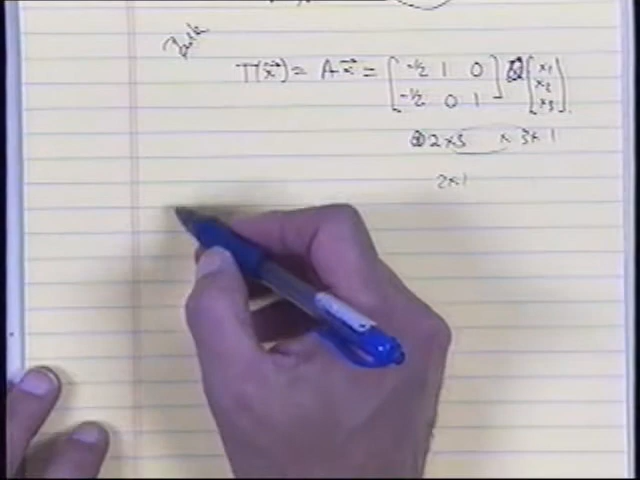 T(x⃗) = Ax⃗ = [ -1/2 1 0 ; -1/2 0 1 ] [ x₁ ; x₂ ; x₃ ]
2 × 3 × 3 × 1
2 × 1